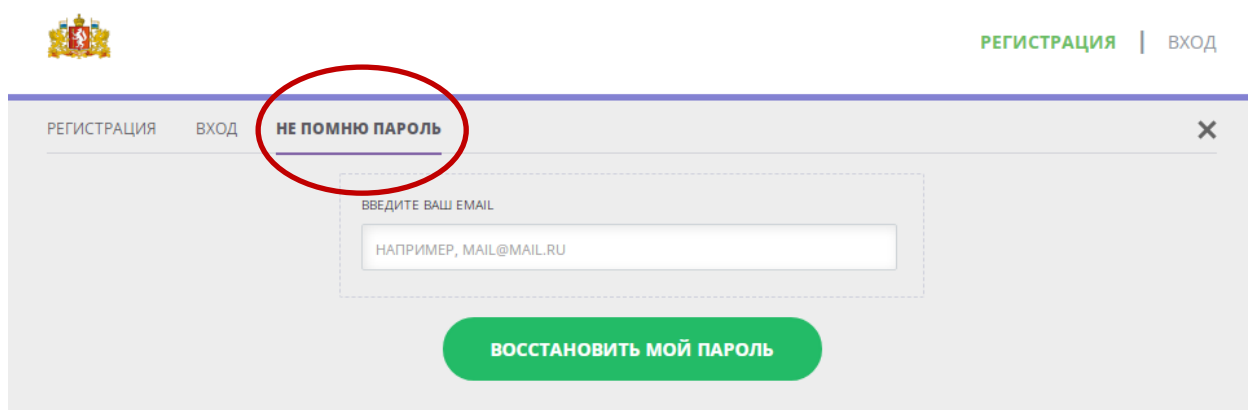 РЕГИСТРАЦИЯ | ВХОД
РЕГИСТРАЦИЯ ВХОД НЕ ПОМНЮ ПАРОЛЬ ×
ВВЕДИТЕ ВАШ EMAIL
НАПРИМЕР, MAIL@MAIL.RU
ВОССТАНОВИТЬ МОЙ ПАРОЛЬ